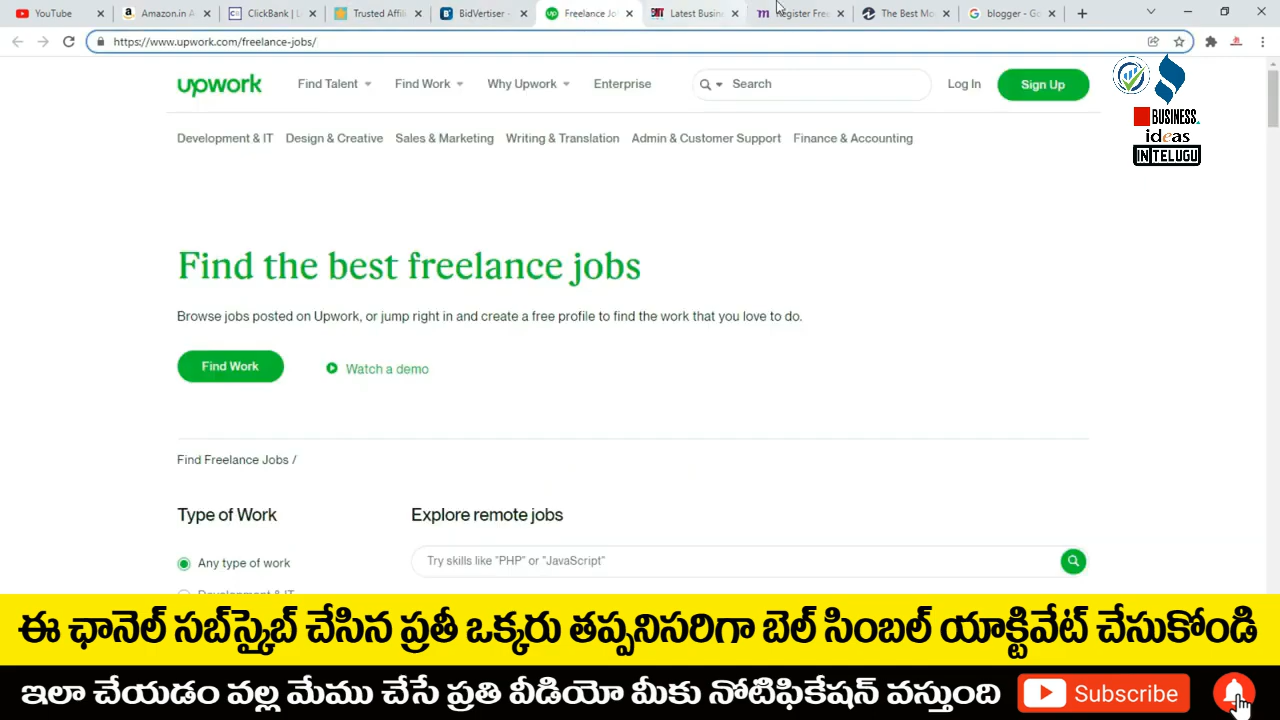 YouTube
Amazon.in A
ClickBank | L
Trusted Affili
BidVertiser -
Freelance Jo
Latest Busin
Register Free
The Best Mo
blogger - Go
https://www.upwork.com/freelance-jobs/
upwork
Find Talent
Find Work
Why Upwork
Enterprise
Search
Log In
Sign Up
BUSINESS.
ideas
IN TELUGU
Development & IT
Design & Creative
Sales & Marketing
Writing & Translation
Admin & Customer Support
Finance & Accounting
Find the best freelance jobs
Browse jobs posted on Upwork, or jump right in and create a free profile to find the work that you love to do.
Find Work
Watch a demo
Find Freelance Jobs /
Type of Work
Explore remote jobs
Any type of work
Try skills like "PHP" or "JavaScript"
Development & IT
ఈ ఛానెల్ సబ్‌స్క్రైబ్ చేసిన ప్రతీ ఒక్కరు తప్పనిసరిగా బెల్ సింబల్ యాక్టివేట్ చేసుకోండి
ఇలా చేయడం వల్ల మేము చేసే ప్రతి వీడియో మీకు నోటిఫికేషన్ వస్తుంది
Subscribe